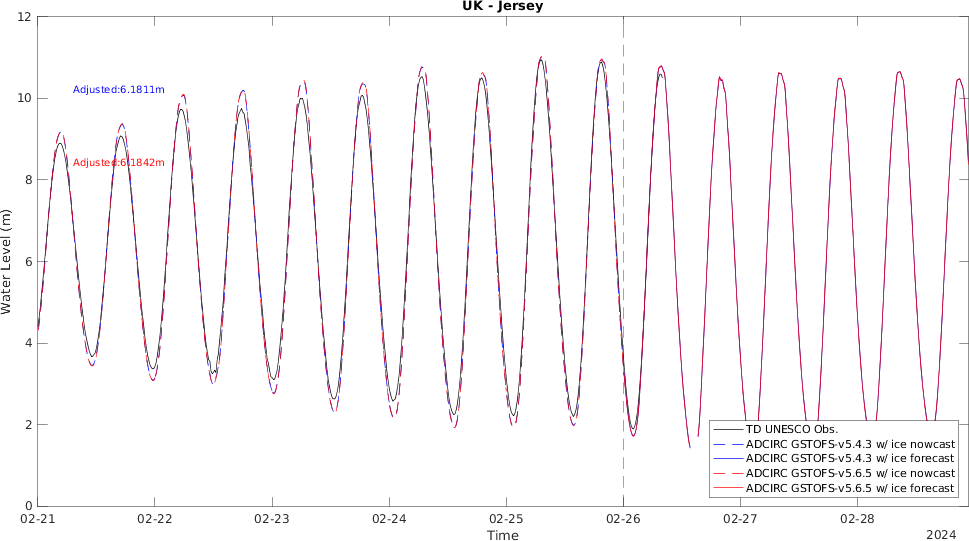 UK - Jersey
12
10
8
6
4
2
0
Water Level (m)
Adjusted:6.1811m
Adjusted:6.1842m
TD UNESCO Obs.
ADCIRC GSTOFS-v5.4.3 w/ ice nowcast
ADCIRC GSTOFS-v5.4.3 w/ ice forecast
ADCIRC GSTOFS-v5.6.5 w/ ice nowcast
ADCIRC GSTOFS-v5.6.5 w/ ice forecast
02-21 02-22 02-23 02-24 02-25 02-26 02-27 02-28
Time
2024